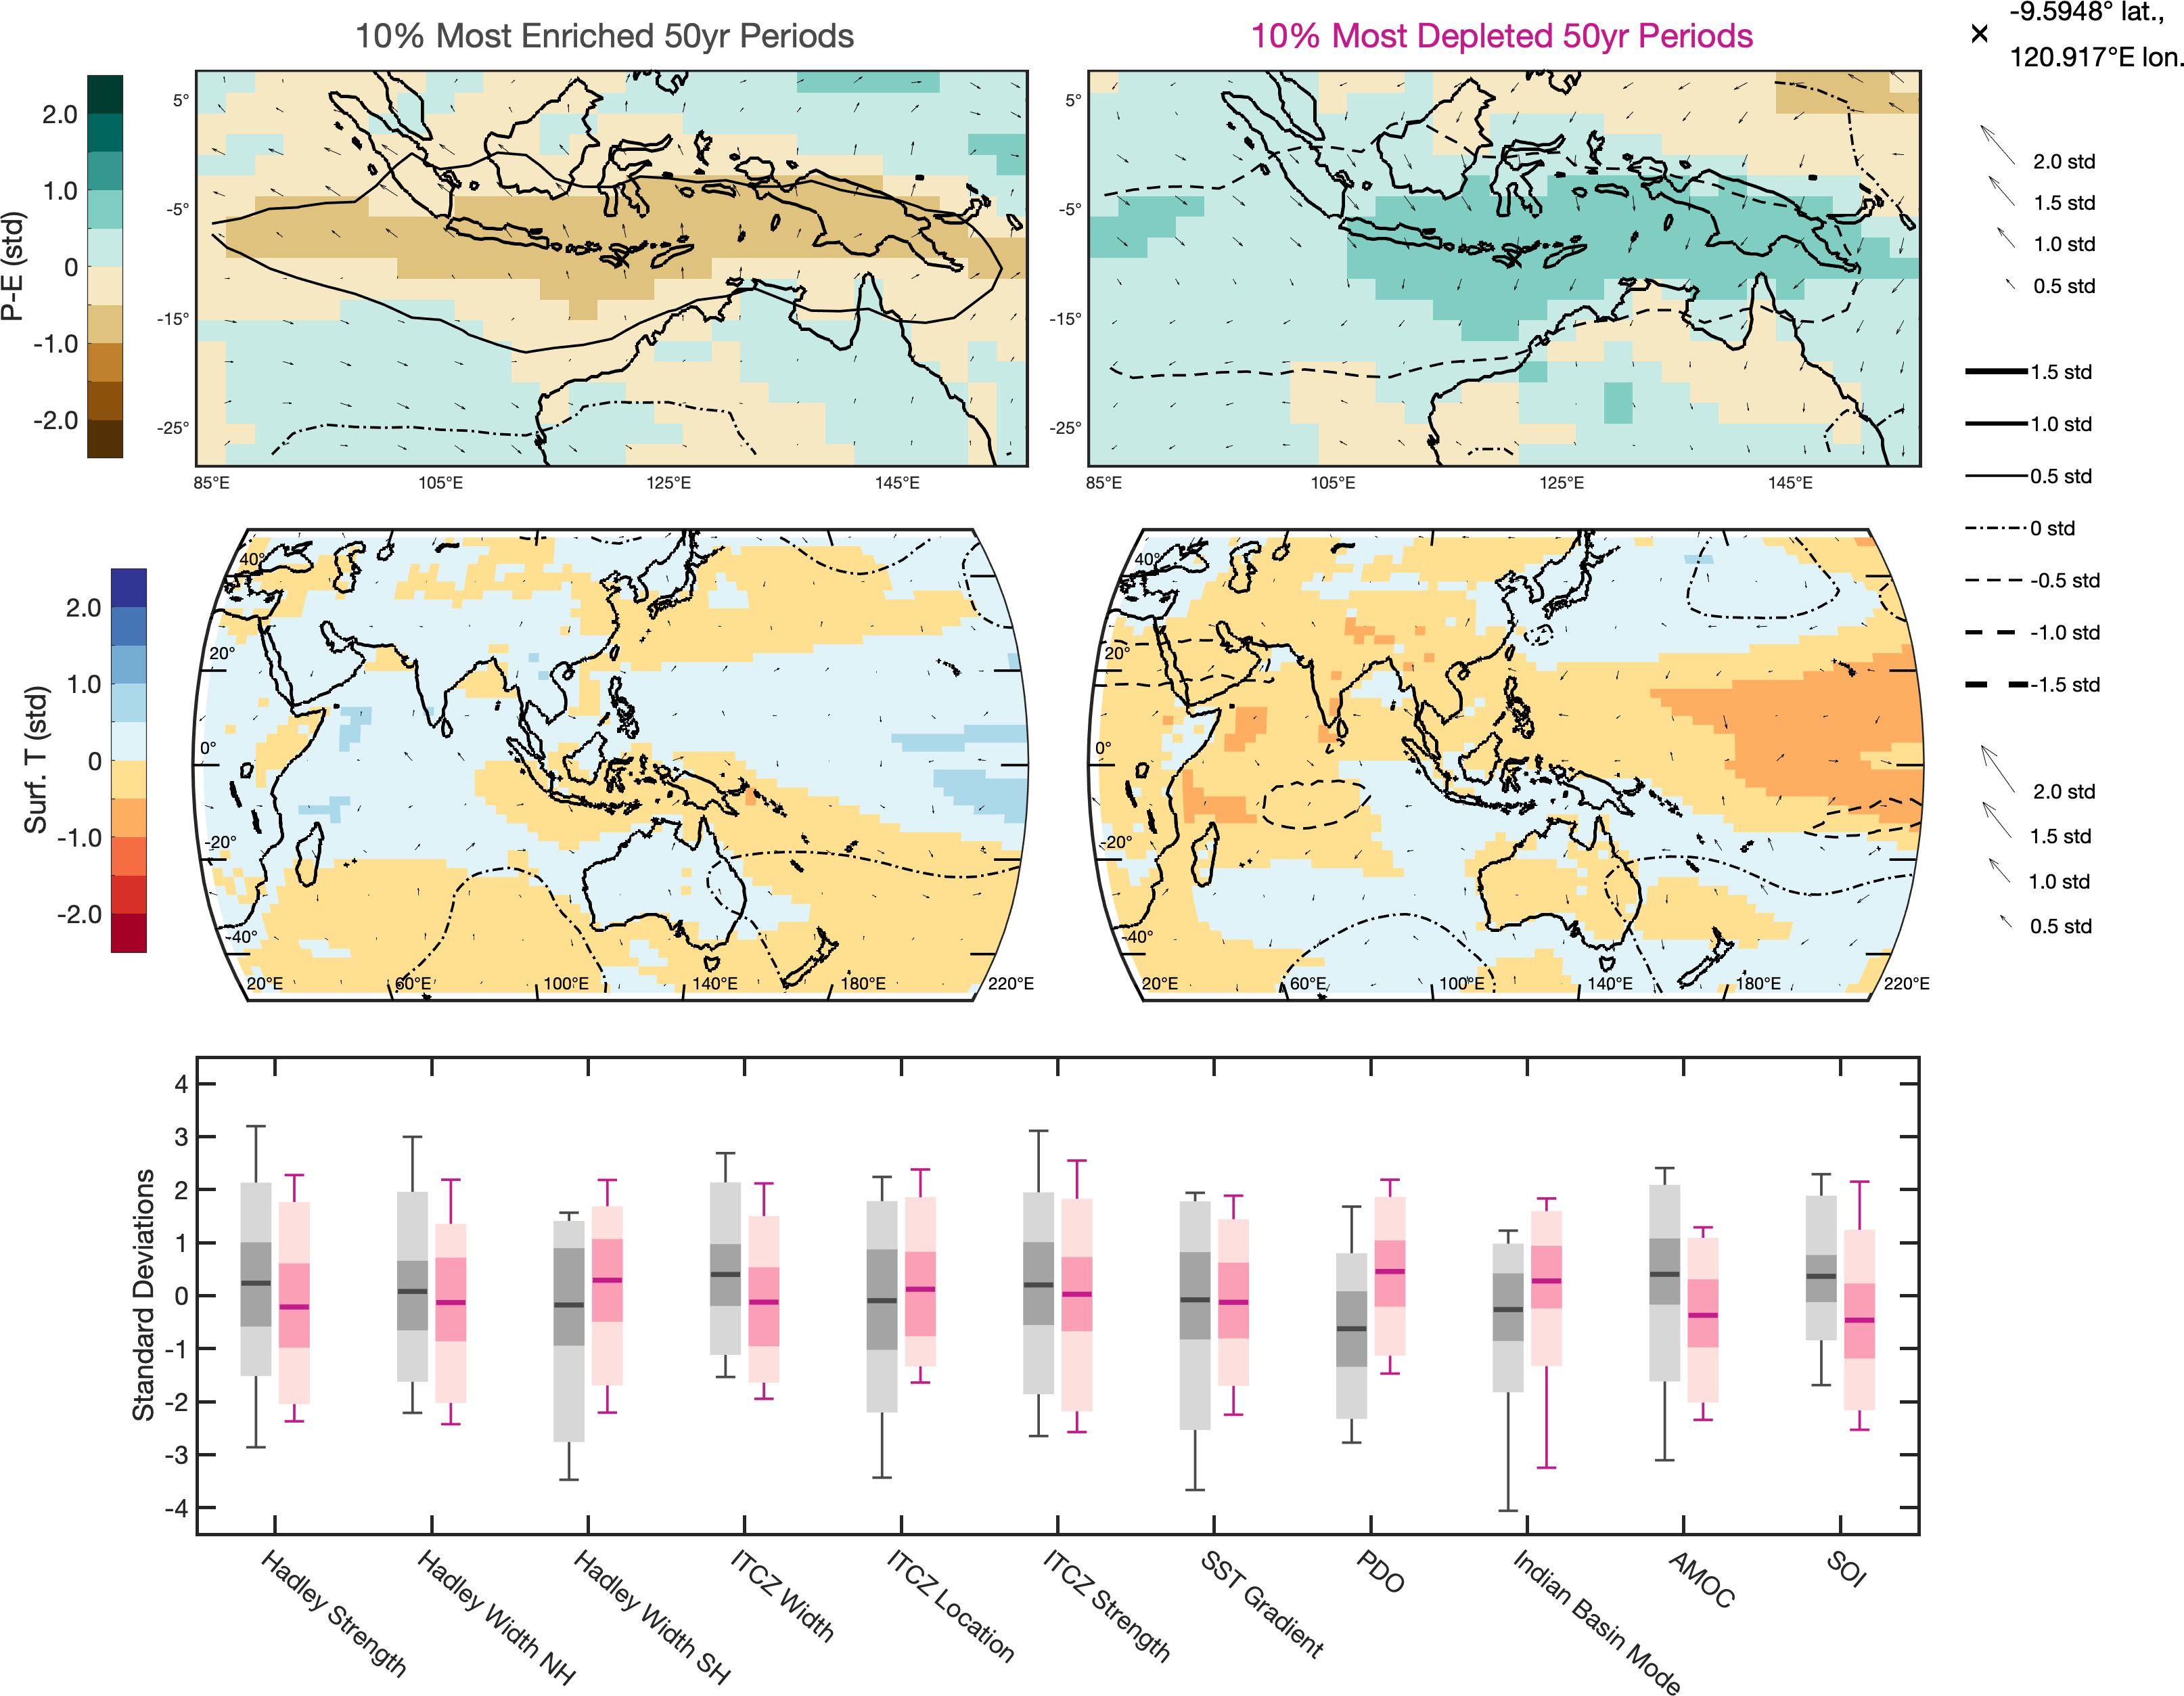 10% Most Enriched 50yr Periods
10% Most Depleted 50yr Periods
-9.5948° lat.,
120.917°E lon.
P-E (std)
2.0
1.0
0
-1.0
-2.0
5°
-5°
-15°
-25°
85°E 105°E 125°E 145°E
5°
-5°
-15°
-25°
85°E 105°E 125°E 145°E
2.0 std
1.5 std
1.0 std
0.5 std
1.5 std
1.0 std
0.5 std
0 std
-0.5 std
-1.0 std
-1.5 std
2.0 std
1.5 std
1.0 std
0.5 std
Surf. T (std)
2.0
1.0
0
-1.0
-2.0
40°
20°
0°
-20°
-40°
20°E 60°E 100°E 140°E 180°E 220°E
40°
20°
0°
-20°
-40°
20°E 60°E 100°E 140°E 180°E 220°E
Standard Deviations
4
3
2
1
0
-1
-2
-3
-4
Hadley Strength
Hadley Width NH
Hadley Width SH
ITCZ Width
ITCZ Location
ITCZ Strength
SST Gradient
PDO
Indian Basin Mode
AMOC
SOI